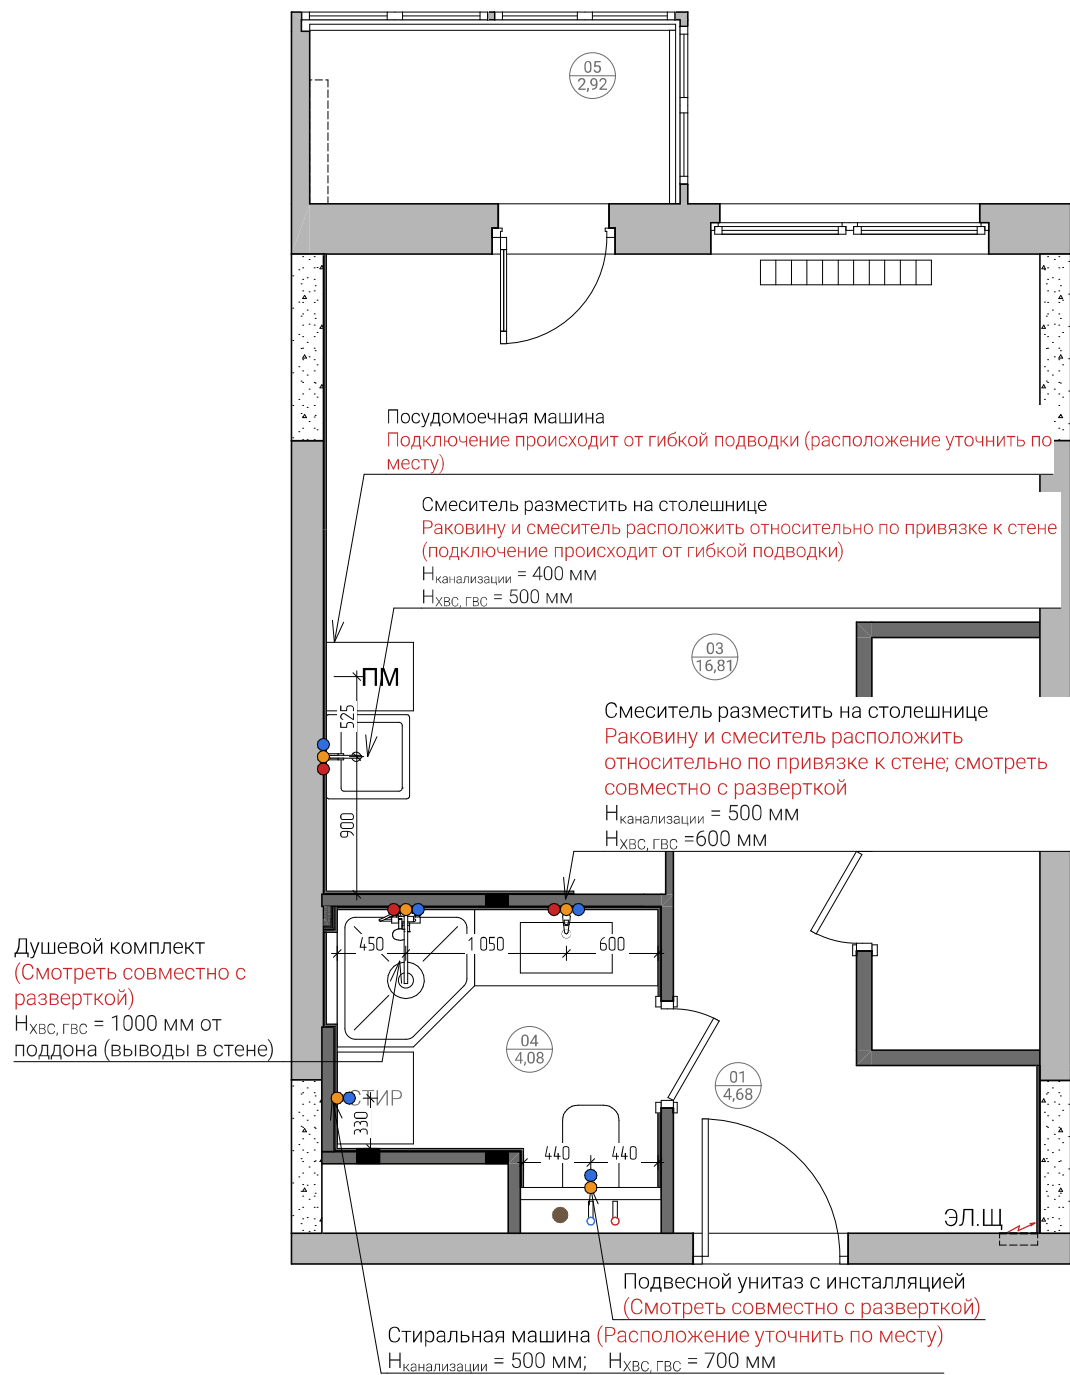 05
2,92
Посудомоечная машина
Подключение происходит от гибкой подводки (расположение уточнить по
месту)
Смеситель разместить на столешнице
Раковину и смеситель расположить относительно по привязке к стене
(подключение происходит от гибкой подводки)
Hканализации = 400 мм
HХВС, ГВС = 500 мм
03
16,81
ПМ
525
900
Смеситель разместить на столешнице
Раковину и смеситель расположить
относительно по привязке к стене; смотреть
совместно с разверткой
Hканализации = 500 мм
HХВС, ГВС =600 мм
450
1 050
600
Душевой комплект
(Смотреть совместно с
разверткой)
HХВС, ГВС = 1000 мм от
поддона (выводы в стене)
04
4,08
01
4,68
СТИР
330
440
440
ЭЛ.Щ
Подвесной унитаз с инсталляцией
(Смотреть совместно с разверткой)
Стиральная машина (Расположение уточнить по месту)
Hканализации = 500 мм; HХВС, ГВС = 700 мм